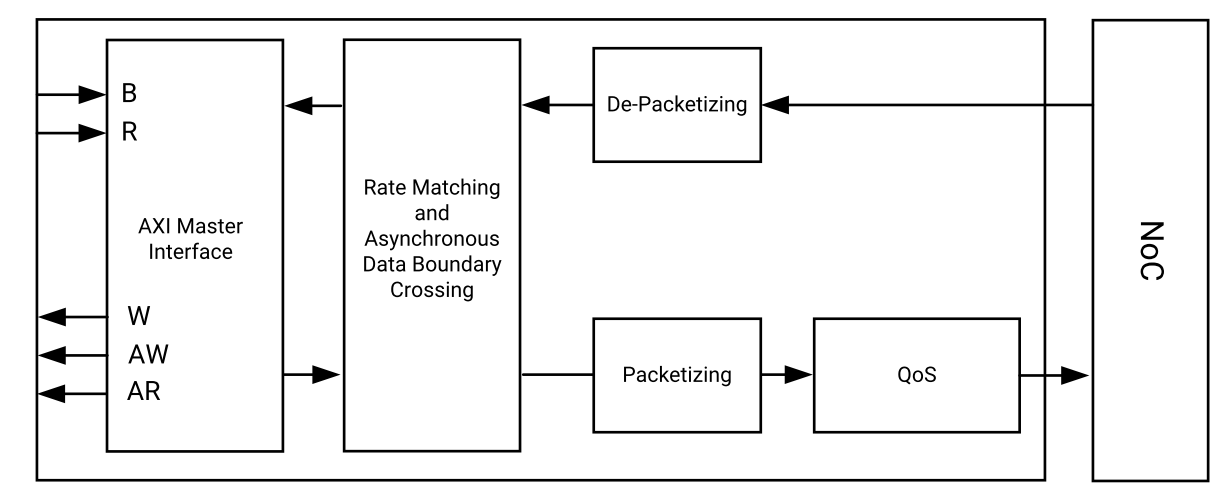 B
R
AXI Master
Interface
W
AW
AR
Rate Matching
and
Asynchronous
Data Boundary
Crossing
De-Packetizing
Packetizing
QoS
NoC